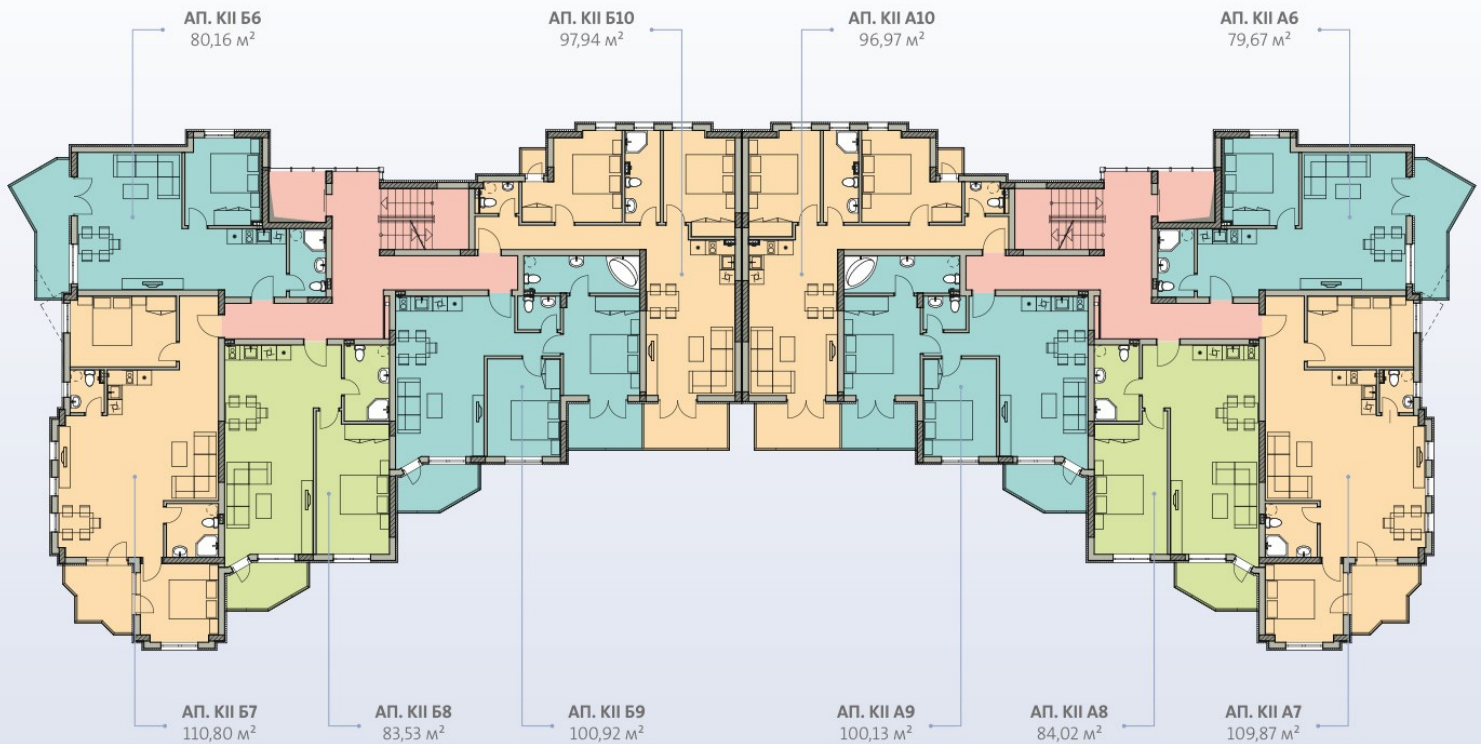 АП. КII Б6
80,16 м²
АП. КII Б10
97,94 м²
АП. КII А10
96,97 м²
АП. КII А6
79,67 м²
АП. КII Б7
110,80 м²
АП. КII Б8
83,53 м²
АП. КII Б9
100,92 м²
АП. КII А9
100,13 м²
АП. КII А8
84,02 м²
АП. КII А7
109,87 м²